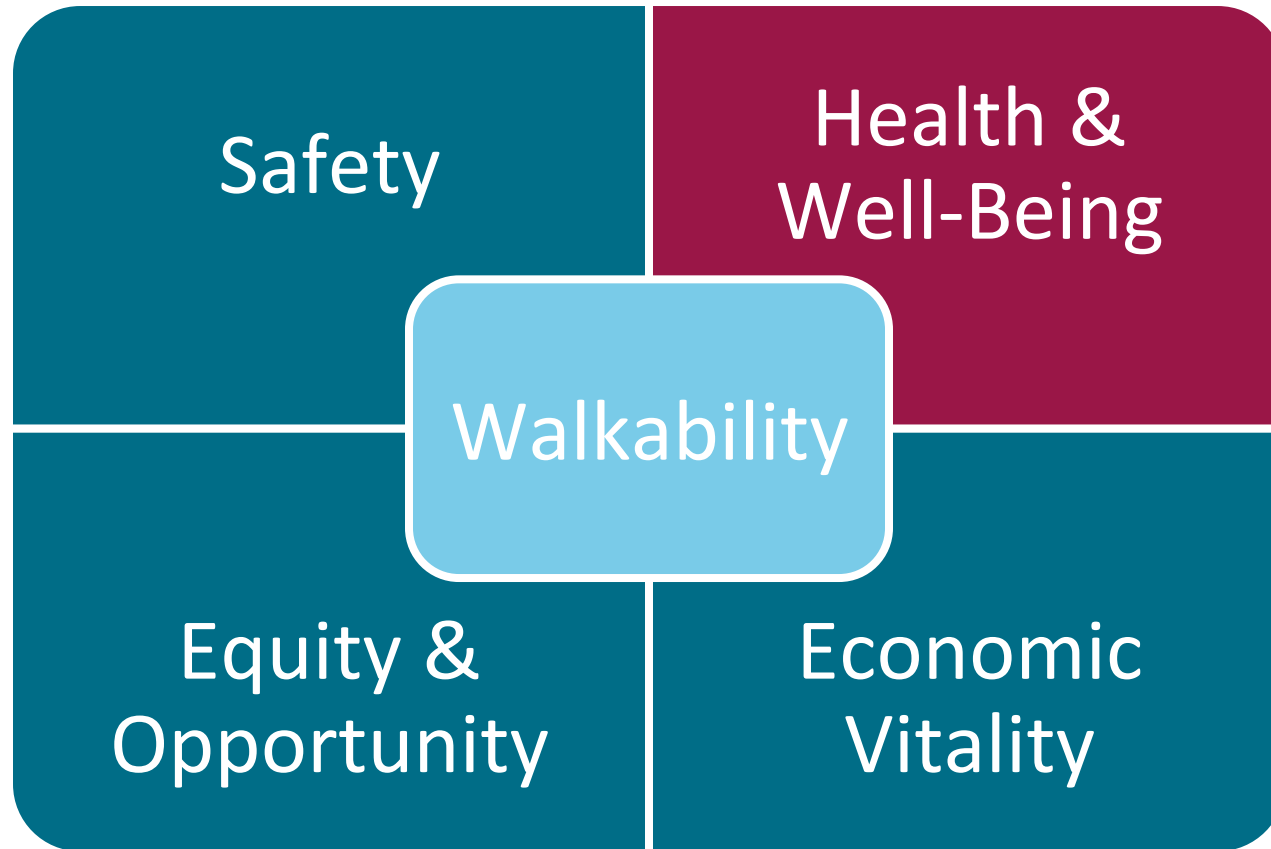 Safety
Health &
Well-Being
Walkability
Equity &
Opportunity
Economic
Vitality